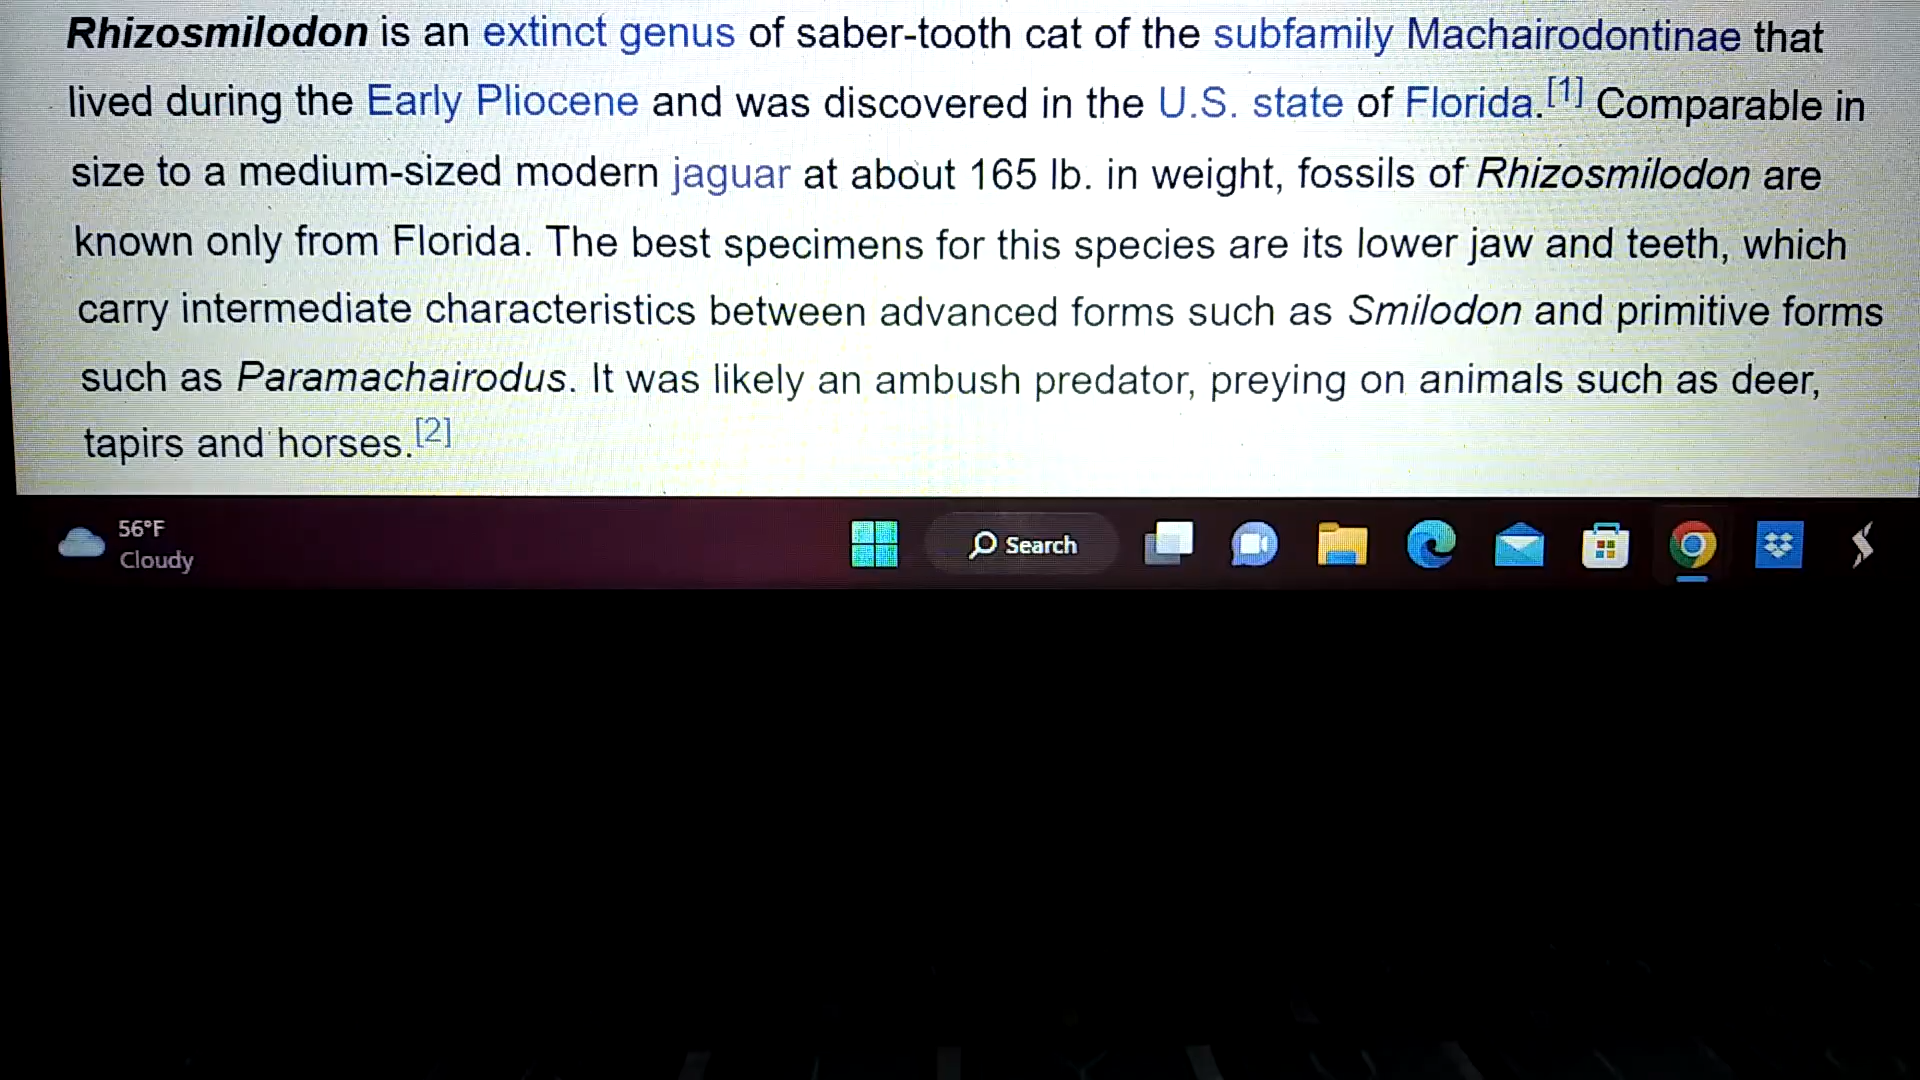 Rhizosmilodon is an extinct genus of saber-tooth cat of the subfamily Machairodontinae that
lived during the Early Pliocene and was discovered in the U.S. state of Florida.[1] Comparable in
size to a medium-sized modern jaguar at about 165 lb. in weight, fossils of Rhizosmilodon are
known only from Florida. The best specimens for this species are its lower jaw and teeth, which
carry intermediate characteristics between advanced forms such as Smilodon and primitive forms
such as Paramachairodus. It was likely an ambush predator, preying on animals such as deer,
tapirs and horses.[2]
56°F
Cloudy
Search